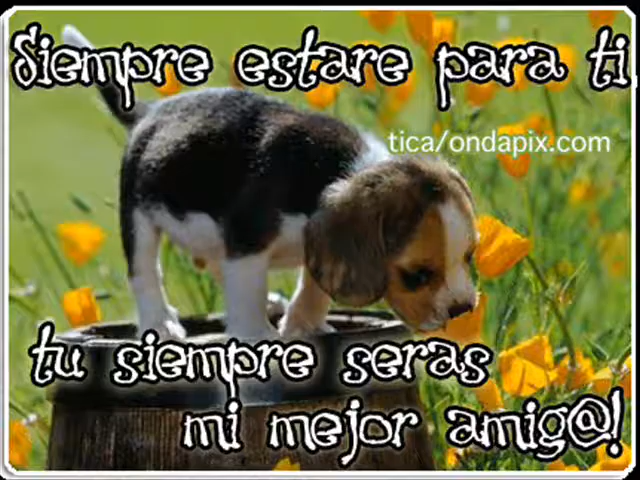 Siempre estare para ti,
tica/ondapix.com
tu siempre seras
mi mejor amig@!